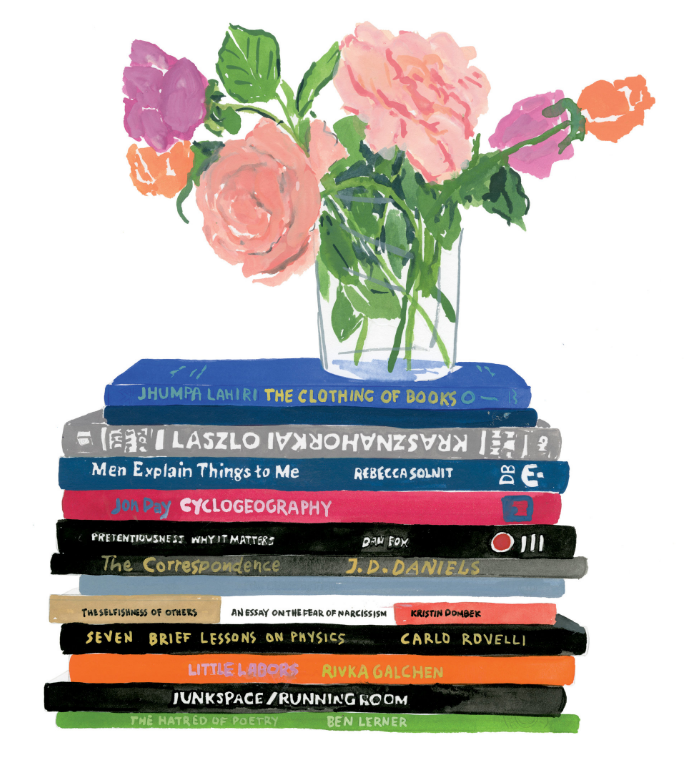 JHUMPA LAHIRI THE CLOTHING OF BOOKS
LASZLO KRASZNAHORKAI
Men Explain Things to Me REBECCA SOLNIT
Jon Day CYCLOGEOGRAPHY
PRETENTIOUSNESS WHY IT MATTERS DAN FOX
The Correspondence J.D. DANIELS
THE SELFISHNESS OF OTHERS AN ESSAY ON THE FEAR OF NARCISSISM KRISTIN DOMBEK
SEVEN BRIEF LESSONS ON PHYSICS CARLO ROVELLI
LITTLE LABORS RIVKA GALCHEN
JUNKSPACE/RUNNING ROOM
THE HATRED OF POETRY BEN LERNER